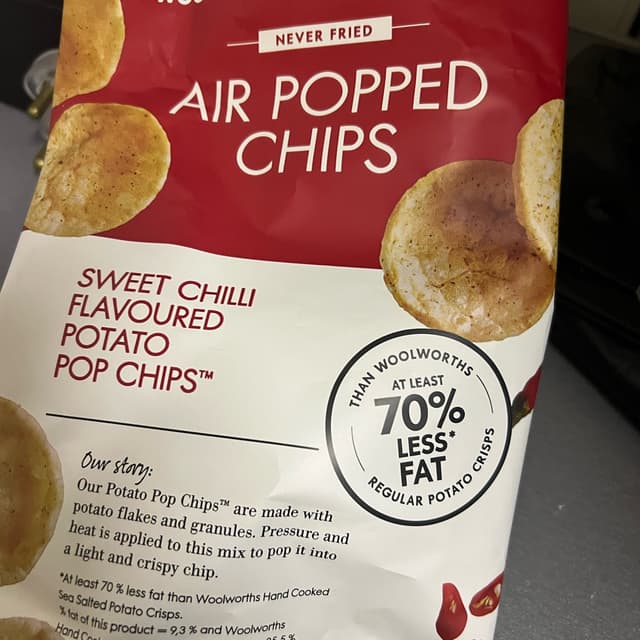 NEVER FRIED
AIR POPPED
CHIPS
SWEET CHILLI
FLAVOURED
POTATO
POP CHIPS™
THAN WOOLWORTHS
AT LEAST
70%
LESS*
FAT
REGULAR POTATO CRISPS
Our story:
Our Potato Pop Chips™ are made with
potato flakes and granules. Pressure and
heat is applied to this mix to pop it into
a light and crispy chip.
*At least 70 % less fat than Woolworths Hand Cooked
Sea Salted Potato Crisps.
% fat of this product = 9,3 % and Woolworths
Hand